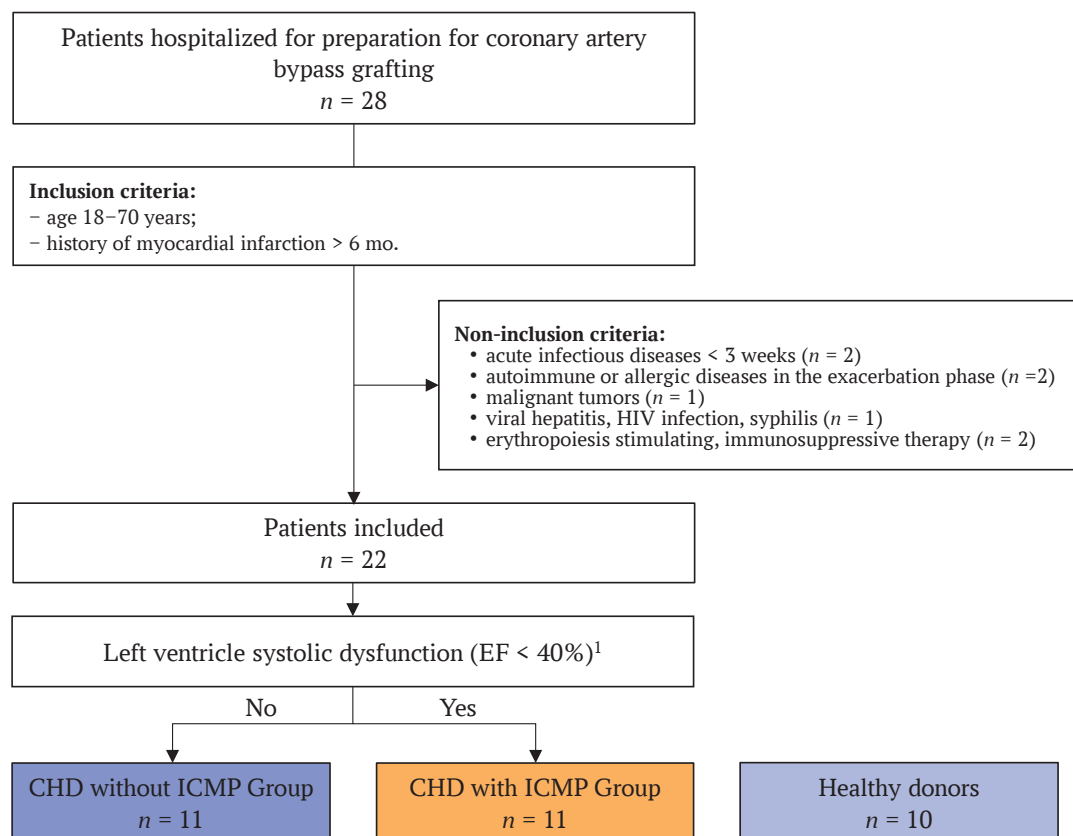 Patients hospitalized for preparation for coronary artery
bypass grafting
n = 28
Inclusion criteria:
– age 18–70 years;
– history of myocardial infarction > 6 mo.
Non-inclusion criteria:
• acute infectious diseases < 3 weeks (n = 2)
• autoimmune or allergic diseases in the exacerbation phase (n =2)
• malignant tumors (n = 1)
• viral hepatitis, HIV infection, syphilis (n = 1)
• erythropoiesis stimulating, immunosuppressive therapy (n = 2)
Patients included
n = 22
Left ventricle systolic dysfunction (EF < 40%)¹
No
Yes
CHD without ICMP Group
n = 11
CHD with ICMP Group
n = 11
Healthy donors
n = 10